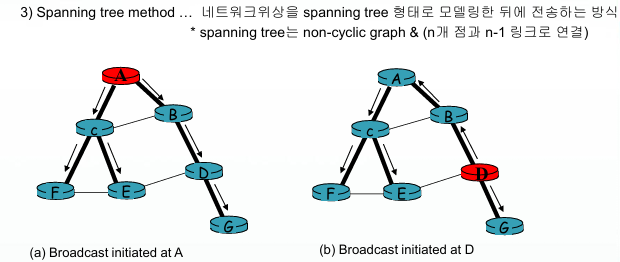 3) Spanning tree method … 네트워크위상을 spanning tree 형태로 모델링한 뒤에 전송하는 방식
* spanning tree는 non-cyclic graph & (n개 점과 n-1 링크로 연결)
A
B
c
D
F
E
G
A
B
c
D
F
E
G
(a) Broadcast initiated at A
(b) Broadcast initiated at D